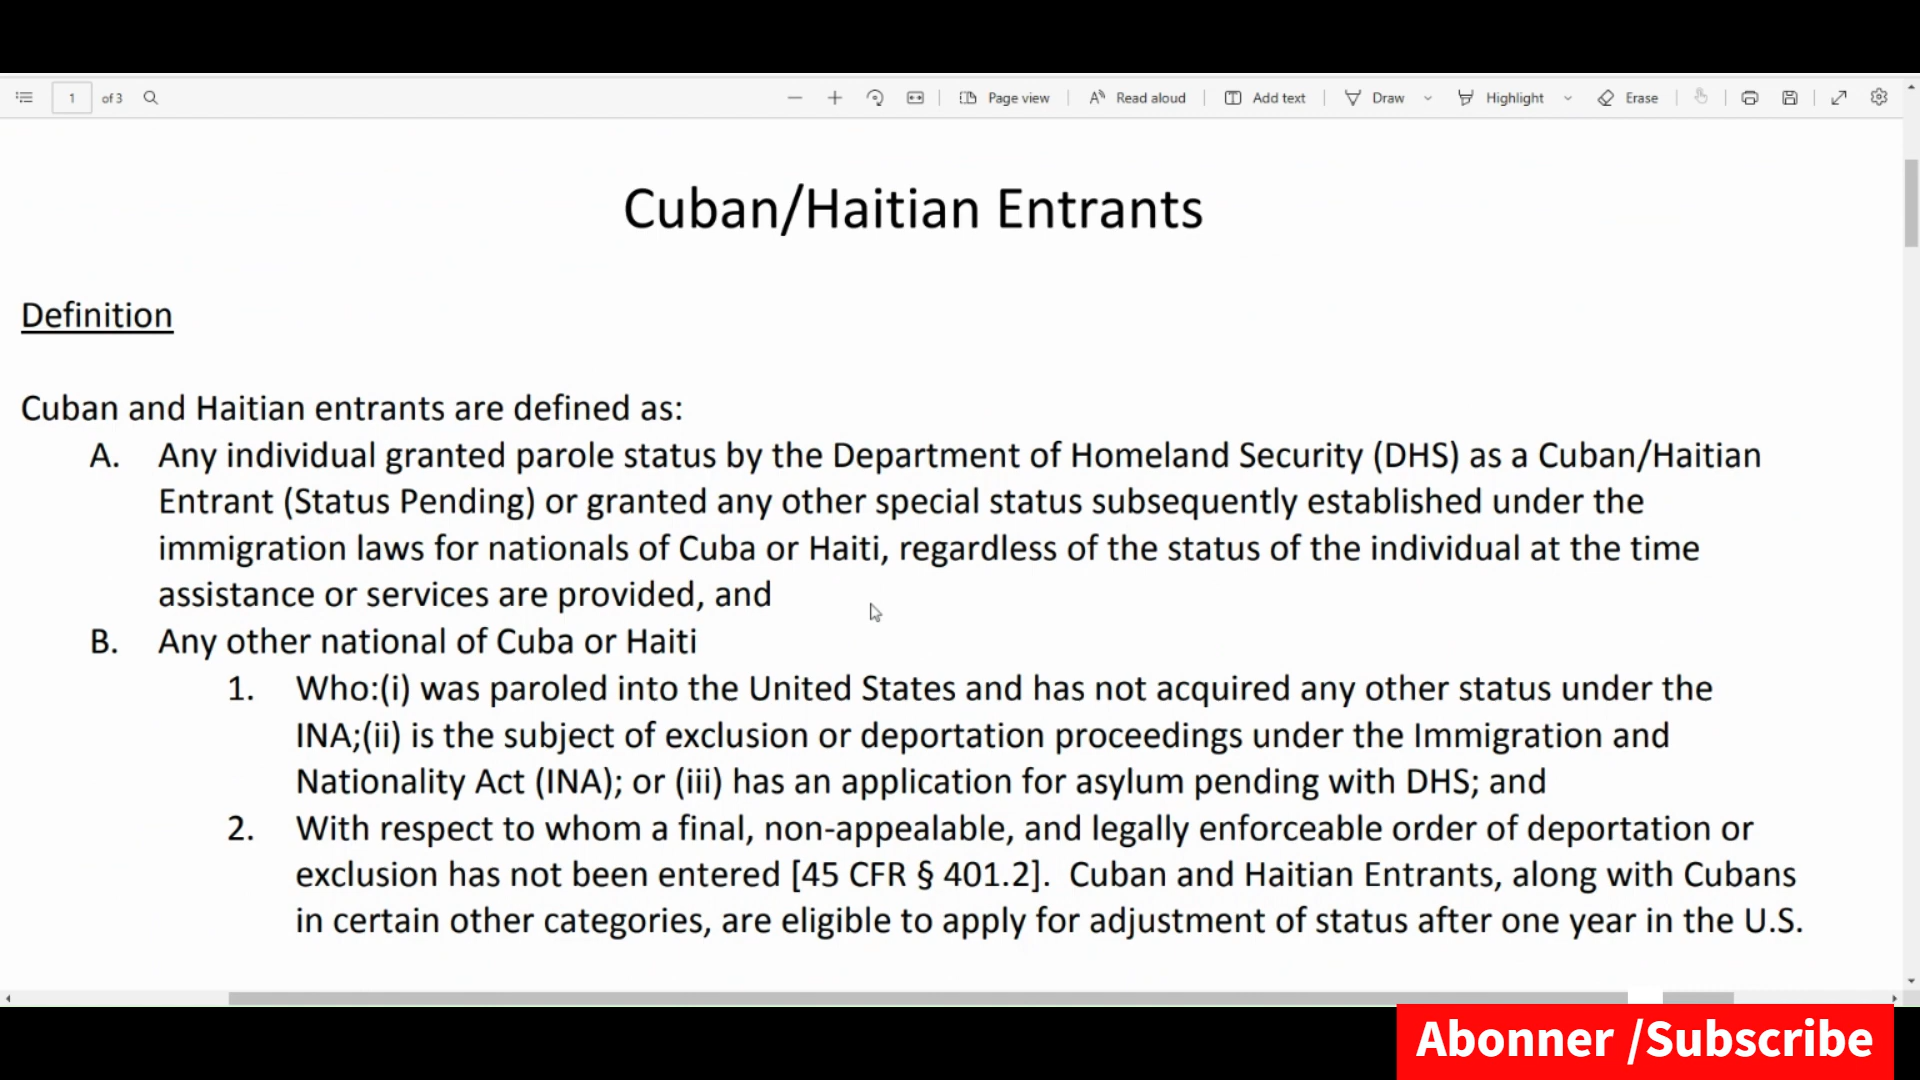 1 of 3 Page view Read aloud Add text Draw Highlight Erase
Cuban/Haitian Entrants
Definition
Cuban and Haitian entrants are defined as:
A. Any individual granted parole status by the Department of Homeland Security (DHS) as a Cuban/Haitian
Entrant (Status Pending) or granted any other special status subsequently established under the
immigration laws for nationals of Cuba or Haiti, regardless of the status of the individual at the time
assistance or services are provided, and
B. Any other national of Cuba or Haiti
1. Who:(i) was paroled into the United States and has not acquired any other status under the
INA;(ii) is the subject of exclusion or deportation proceedings under the Immigration and
Nationality Act (INA); or (iii) has an application for asylum pending with DHS; and
2. With respect to whom a final, non-appealable, and legally enforceable order of deportation or
exclusion has not been entered [45 CFR § 401.2].  Cuban and Haitian Entrants, along with Cubans
in certain other categories, are eligible to apply for adjustment of status after one year in the U.S.
Abonner /Subscribe